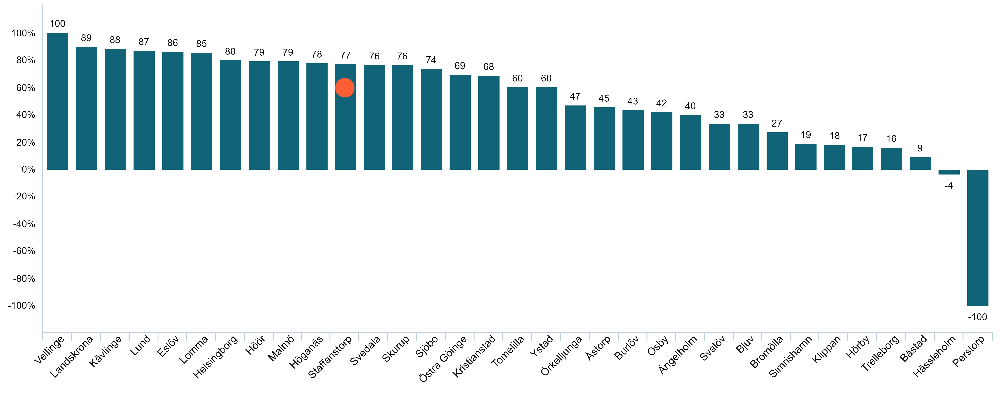 100%
80%
60%
40%
20%
0%
-20%
-40%
-60%
-80%
-100%
100
89
88
87
86
85
80
79
79
78
77
76
76
74
69
68
60
60
47
45
43
42
40
33
33
27
19
18
17
16
9
-4
-100
Vellinge
Landskrona
Kävlinge
Lund
Eslöv
Lomma
Helsingborg
Höör
Malmö
Höganäs
Staffanstorp
Svedala
Skurup
Sjöbo
Östra Göinge
Kristianstad
Tomelilla
Ystad
Örkelljunga
Åstorp
Burlöv
Osby
Ängelholm
Svalöv
Bjuv
Bromölla
Simrishamn
Klippan
Hörby
Trelleborg
Båstad
Hässleholm
Perstorp